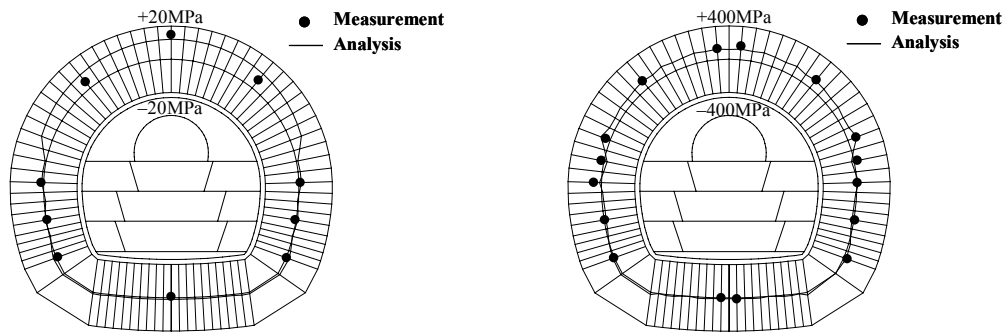 +20MPa
Measurement
Analysis
−20MPa
+400MPa
Measurement
Analysis
−400MPa